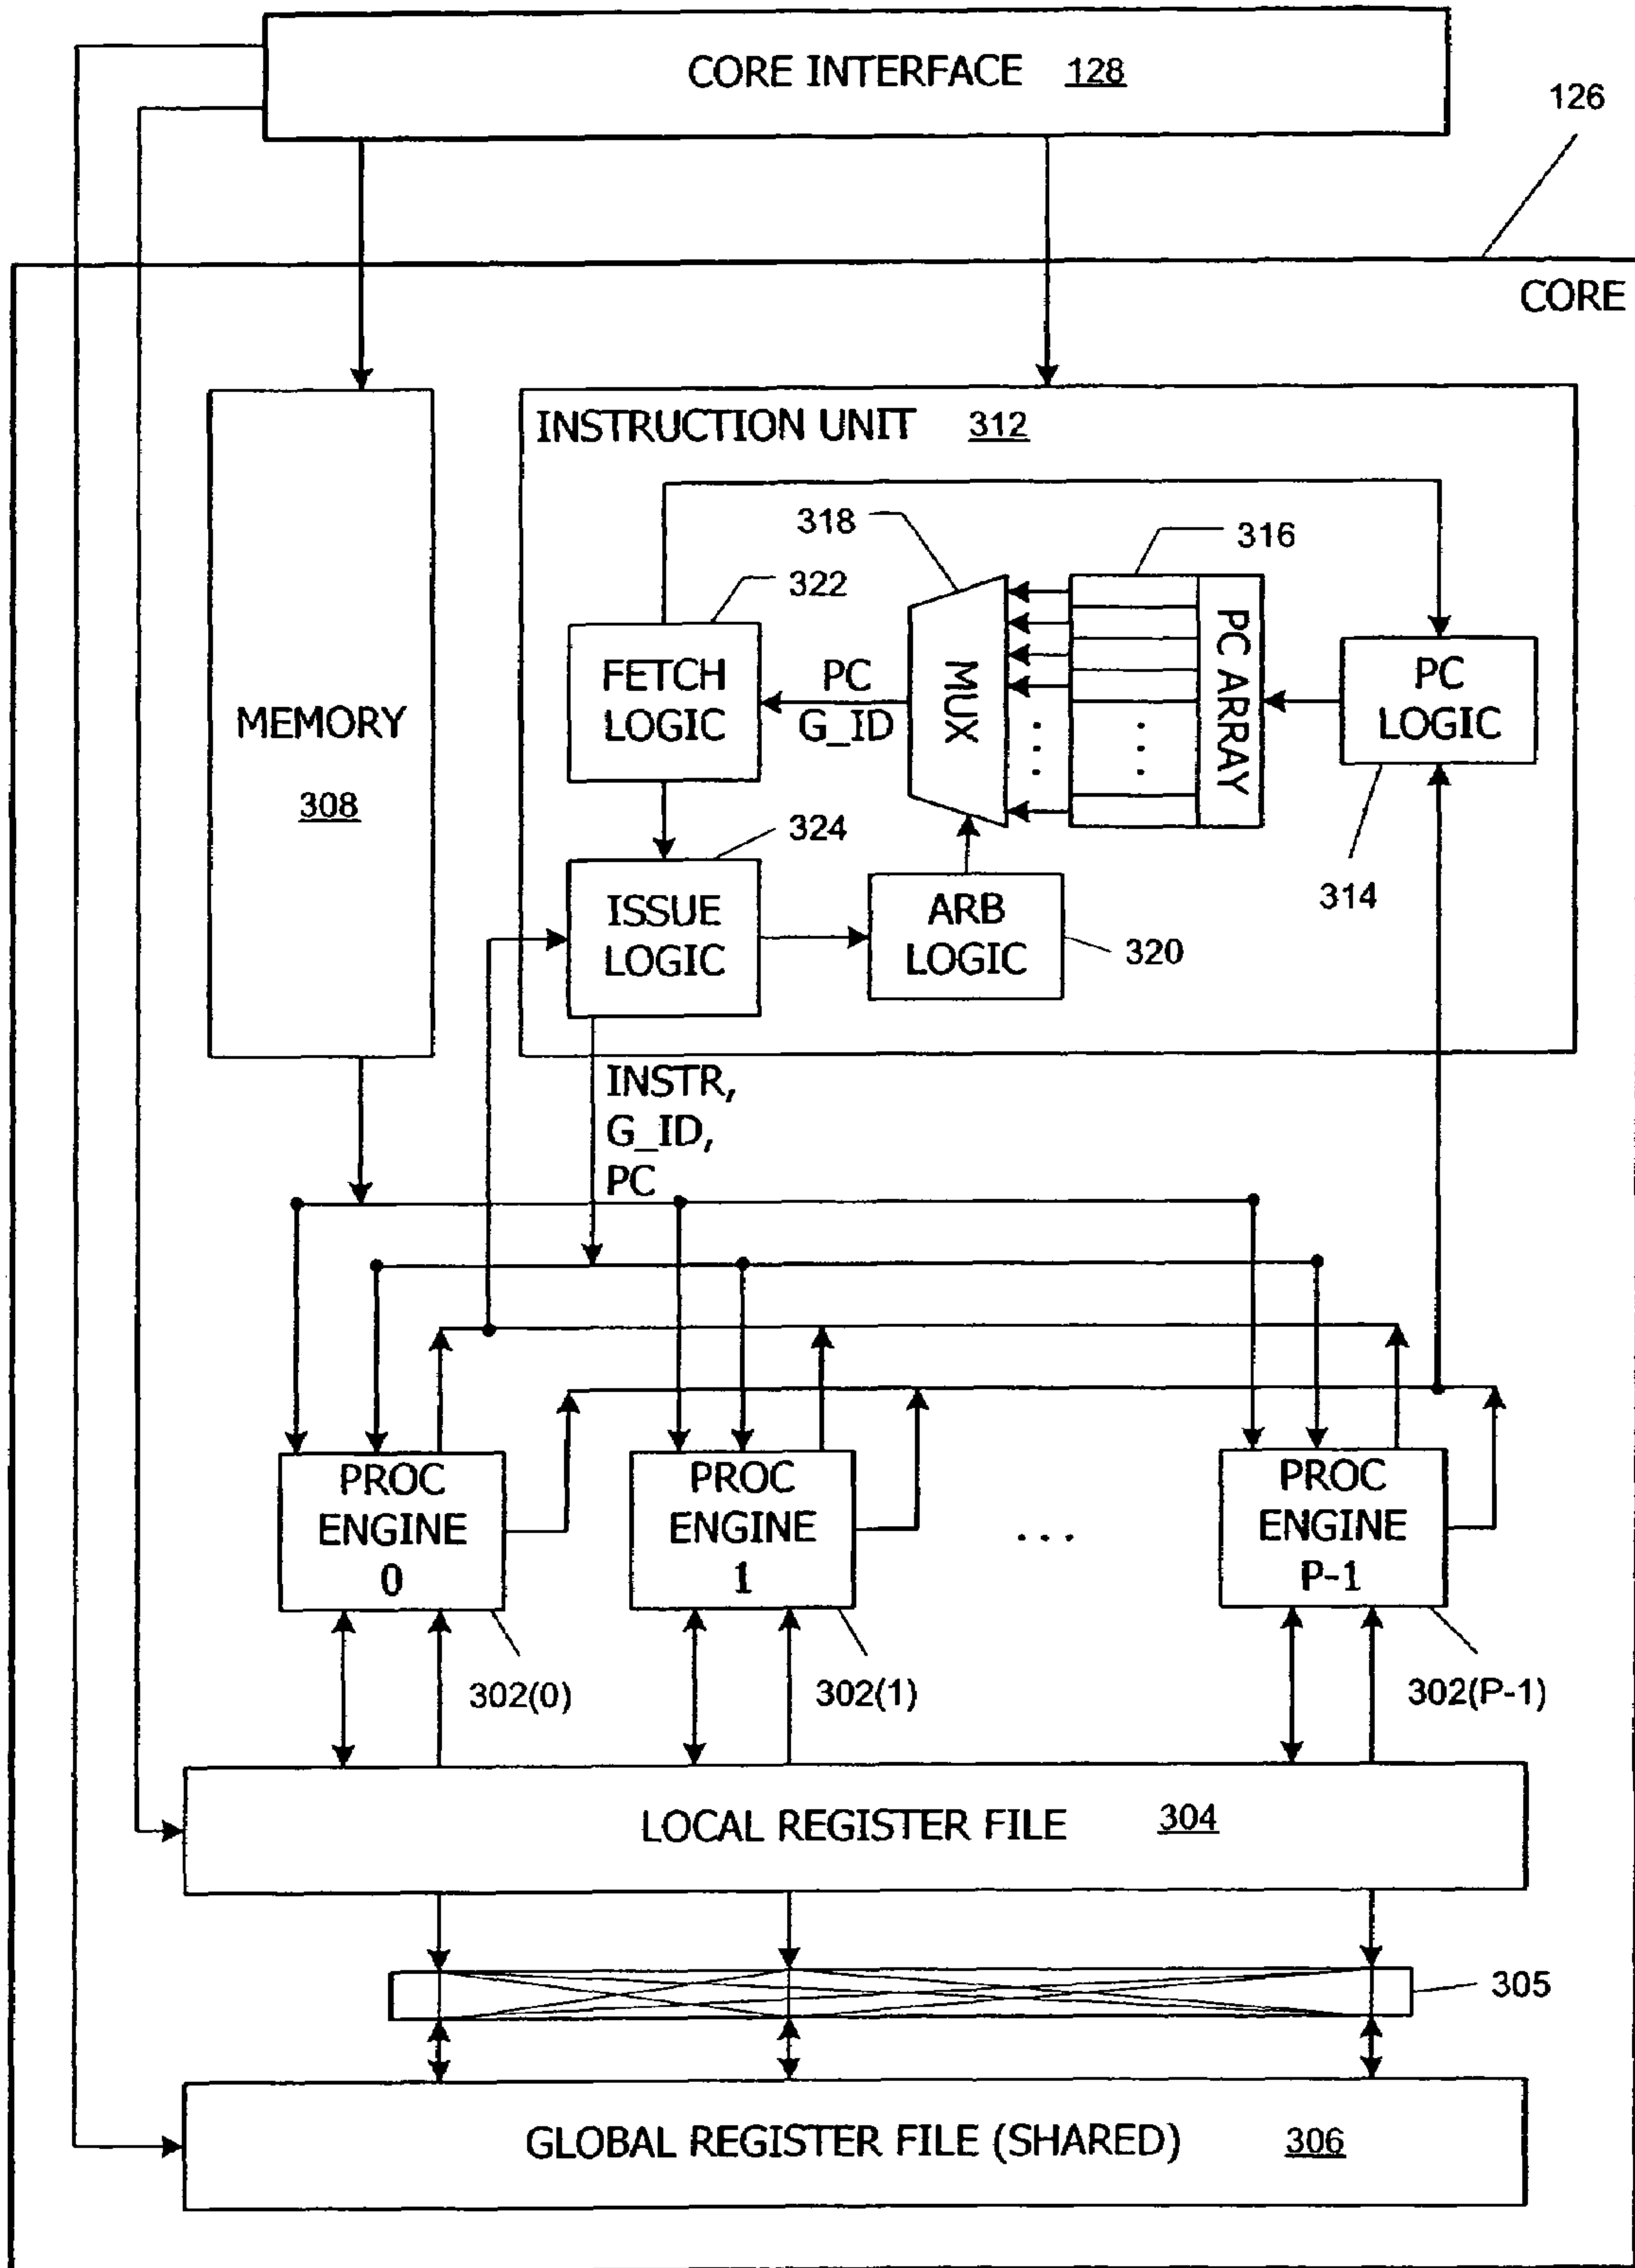 CORE INTERFACE 128
126
CORE
INSTRUCTION UNIT 312
318
316
322
FETCH
LOGIC
PC
G_ID
MUX
PC ARRAY
PC
LOGIC
MEMORY
308
324
314
ISSUE
LOGIC
ARB
LOGIC
320
INSTR,
G_ID,
PC
PROC
ENGINE
0
PROC
ENGINE
1
...
PROC
ENGINE
P-1
302(0)
302(1)
302(P-1)
LOCAL REGISTER FILE 304
305
GLOBAL REGISTER FILE (SHARED) 306